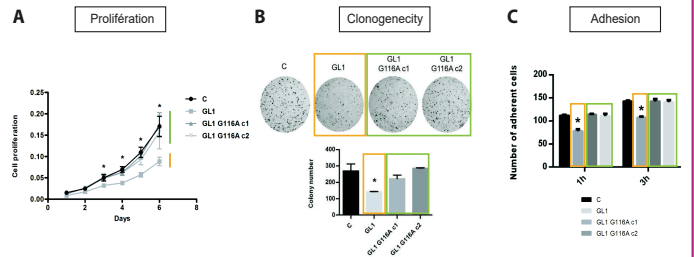 A
Proliferation
B
Clonogenecity
C
Adhesion
C
GL1
GL1
G116A c1
GL1
G116A c2
Cell proliferation
0.25
0.20
0.15
0.10
0.05
0.00
0
2
4
6
8
Days
*
*
*
*
C
GL1
GL1 G116A c1
GL1 G116A c2
Colony number
400
300
200
100
0
*
C
GL1
GL1 G116A c1
GL1 G116A c2
Number of adherent cells
200
150
100
50
0
*
*
1h
3h
C
GL1
GL1 G116A c1
GL1 G116A c2